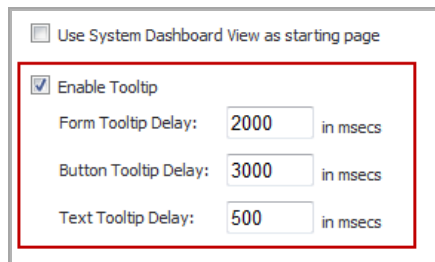 Use System Dashboard View as starting page
Enable Tooltip
Form Tooltip Delay: 2000 in msecs
Button Tooltip Delay: 3000 in msecs
Text Tooltip Delay: 500 in msecs